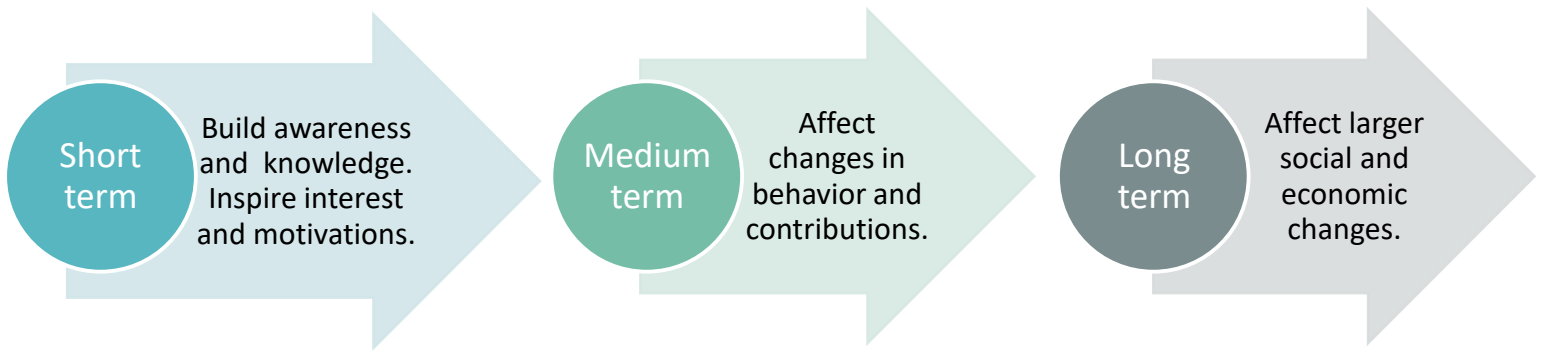 Short
term
Build awareness
and  knowledge.
Inspire interest
and motivations.
Medium
term
Affect
changes in
behavior and
contributions.
Long
term
Affect larger
social and
economic
changes.